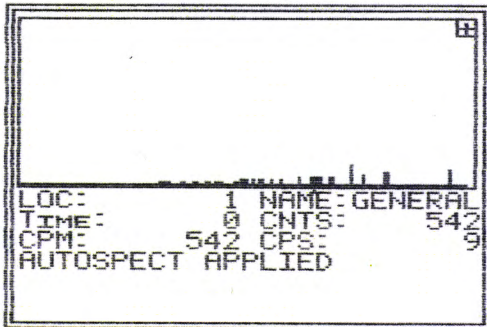 LOC: 1 NAME:GENERAL
TIME: 0 CNTS: 542
CPM: 542 CPS: 9
AUTOSPECT APPLIED